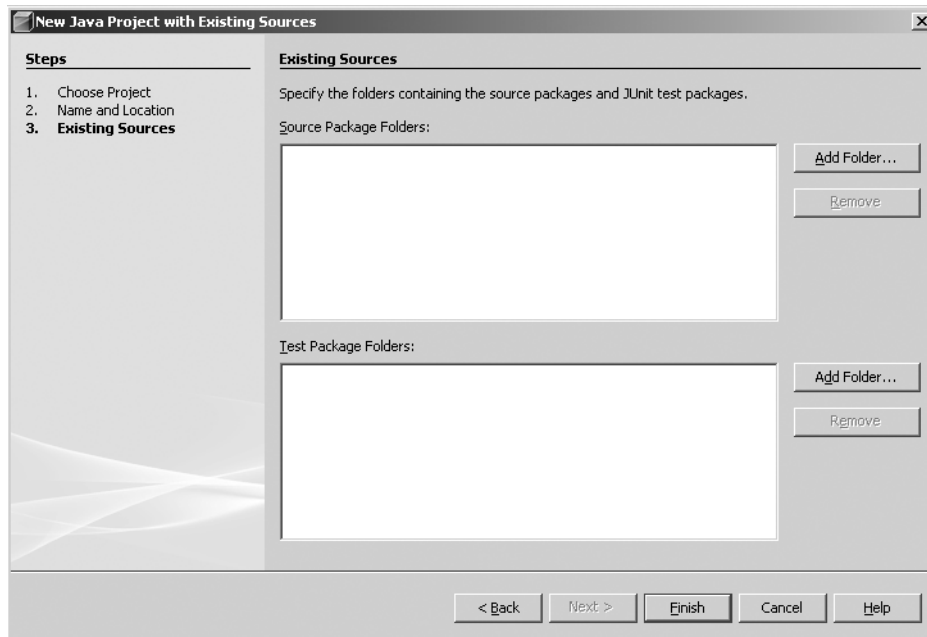 New Java Project with Existing Sources
Steps
1. Choose Project
2. Name and Location
3. Existing Sources
Existing Sources
Specify the folders containing the source packages and JUnit test packages.
Source Package Folders:
Add Folder...
Remove
Test Package Folders:
Add Folder...
Remove
< Back
Next >
Finish
Cancel
Help